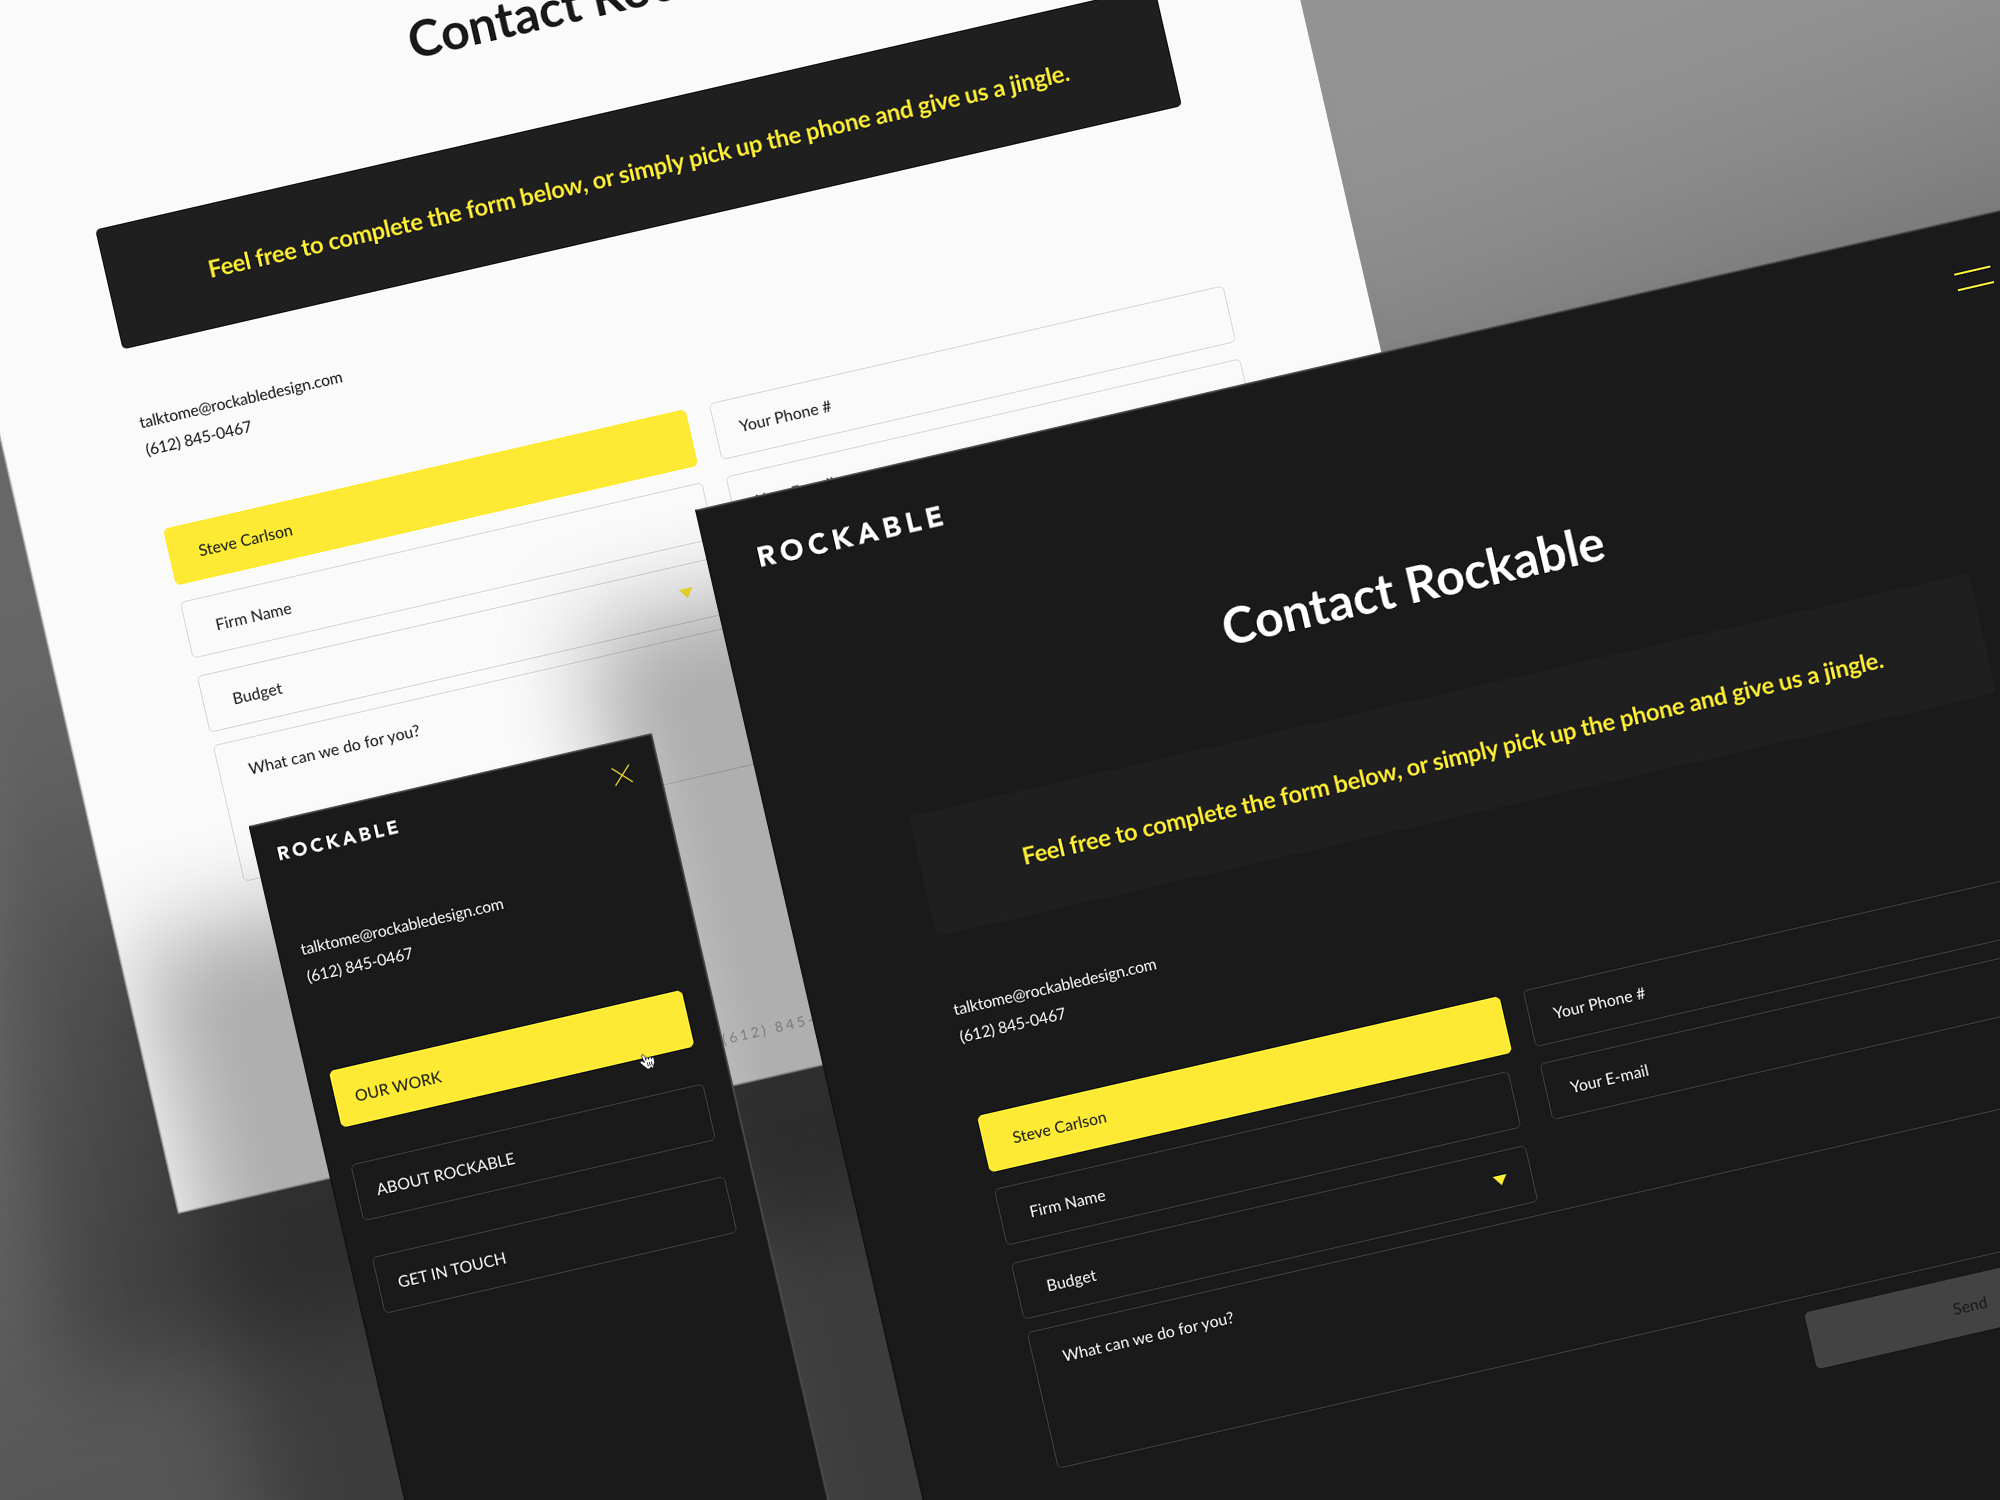 Contact
Feel free to complete the form below, or simply pick up the phone and give us a jingle.
talktome@rockabledesign.com
(612) 845-0467
Steve Carlson
Your Phone #
Firm Name
Budget
What can we do for you?
(612) 845-
ROCKABLE
talktome@rockabledesign.com
(612) 845-0467
OUR WORK
ABOUT ROCKABLE
GET IN TOUCH
ROCKABLE
Contact Rockable
Feel free to complete the form below, or simply pick up the phone and give us a jingle.
talktome@rockabledesign.com
(612) 845-0467
Steve Carlson
Your Phone #
Firm Name
Your E-mail
Budget
What can we do for you?
Send